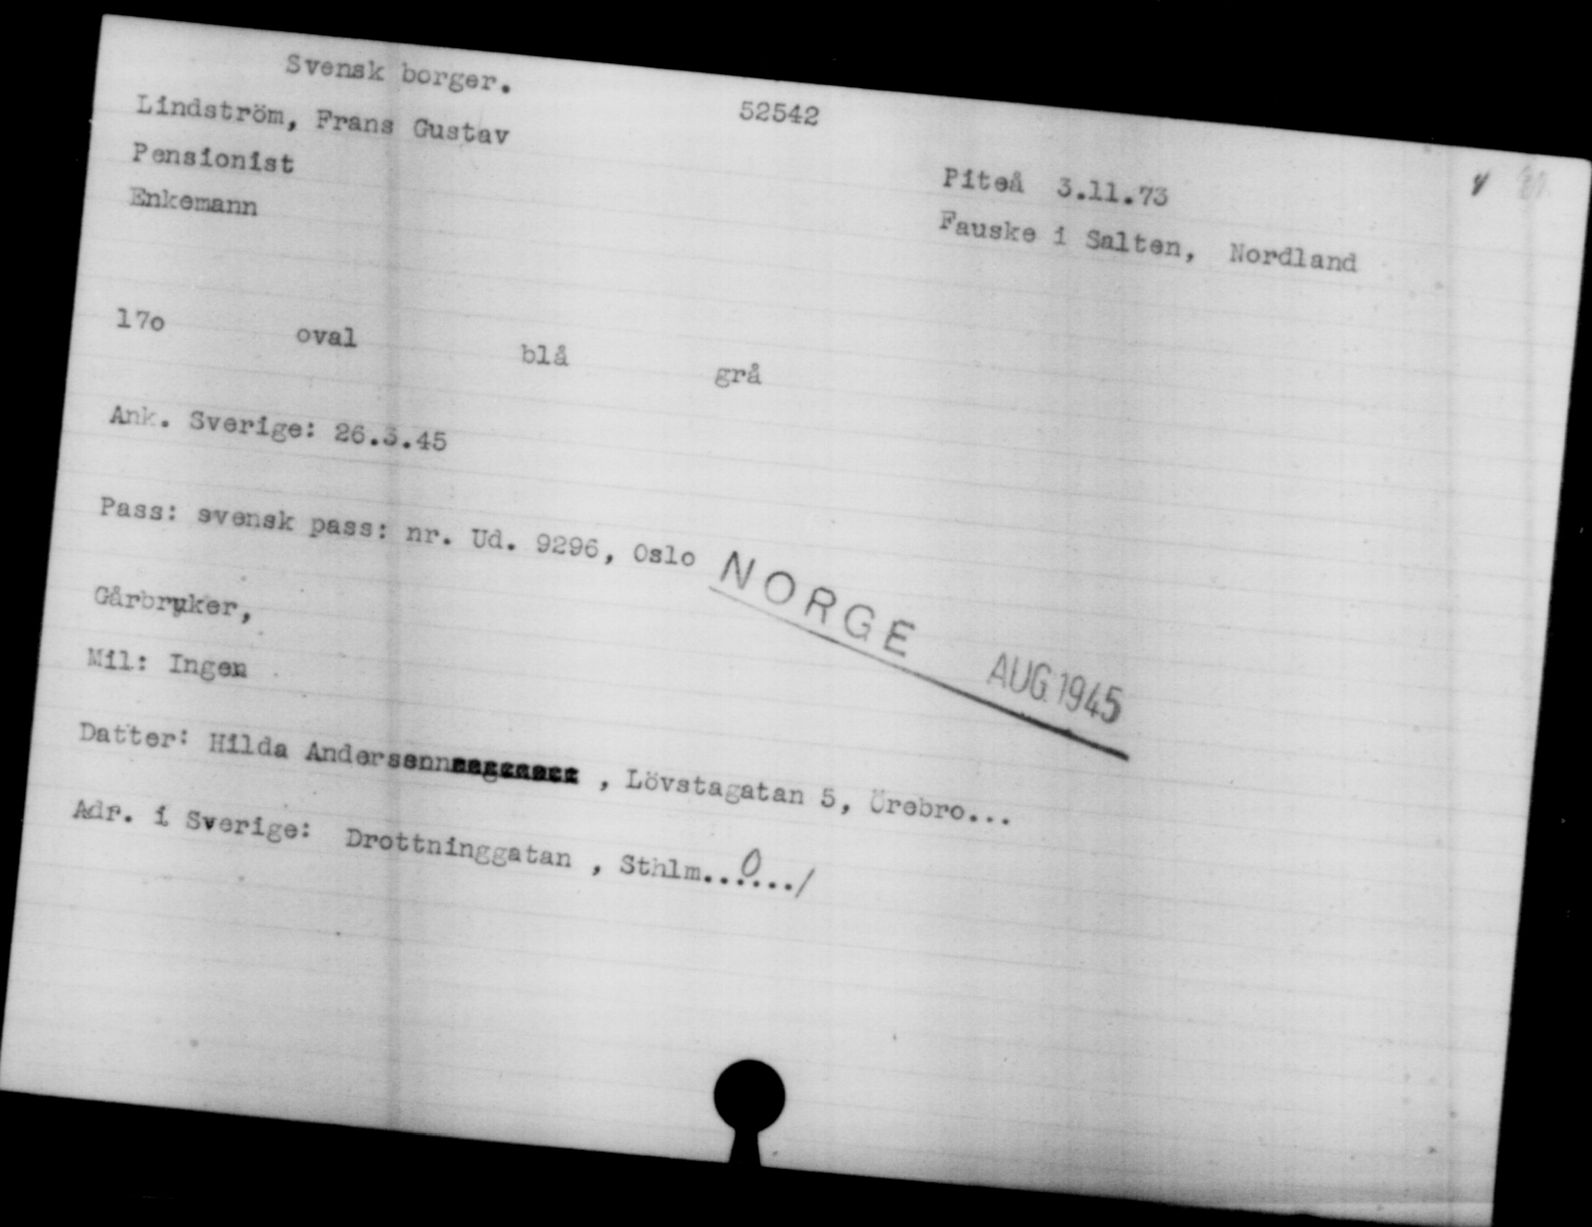 Svensk borger.
52542
Lindström, Frans Gustav
Piteå 3.11.73
Pensionist
Fauske i Salten, Nordland
Enkemann
17o oval blå grå
Ank. Sverige: 26.3.45
Pass: svensk pass: nr. Ud. 9296, Oslo
NORGE AUG.1945
Gårbryker,
Mil: Ingen
Datter: Hilda Andersenn , Lövstagatan 5, Örebro...
Adr. i Sverige: Drottninggatan , Sthlm....../